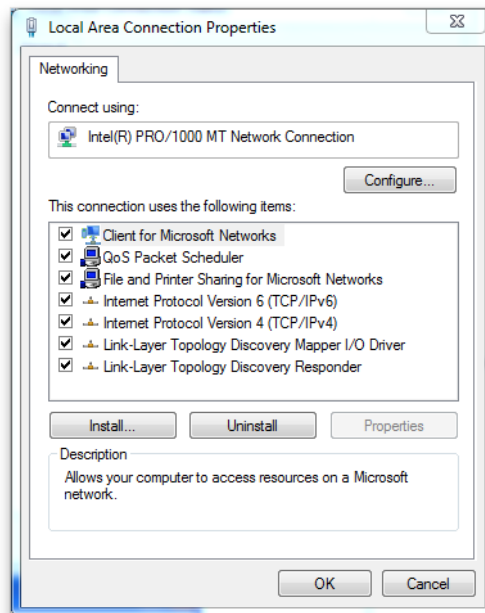 Local Area Connection Properties
Networking
Connect using:
Intel(R) PRO/1000 MT Network Connection
Configure...
This connection uses the following items:
Client for Microsoft Networks
QoS Packet Scheduler
File and Printer Sharing for Microsoft Networks
Internet Protocol Version 6 (TCP/IPv6)
Internet Protocol Version 4 (TCP/IPv4)
Link-Layer Topology Discovery Mapper I/O Driver
Link-Layer Topology Discovery Responder
Install... Uninstall Properties
Description
Allows your computer to access resources on a Microsoft
network.
OK Cancel